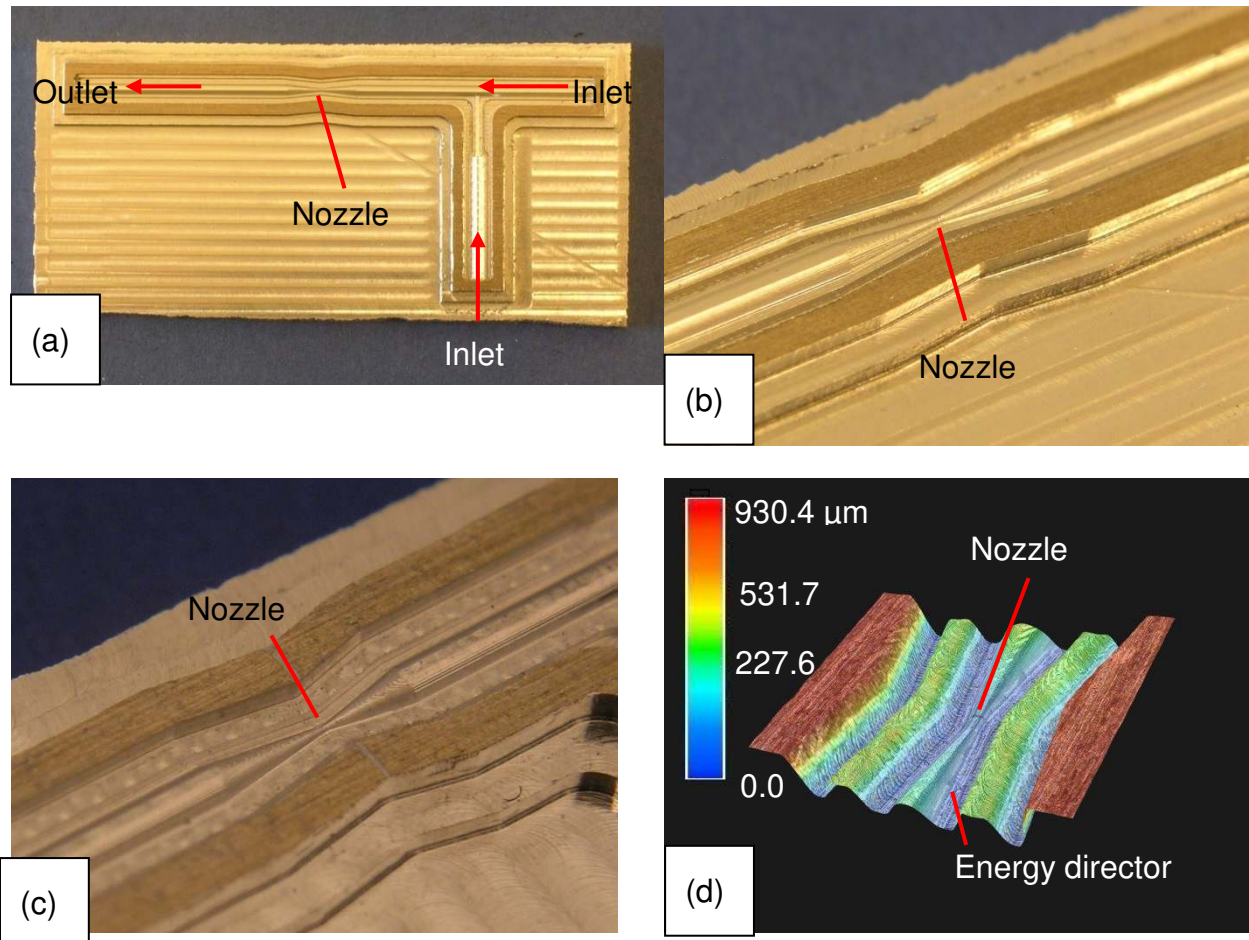 Outlet
Inlet
Nozzle
Inlet
(a)
Nozzle
(b)
Nozzle
(c)
930.4 µm
531.7
227.6
0.0
Nozzle
Energy director
(d)